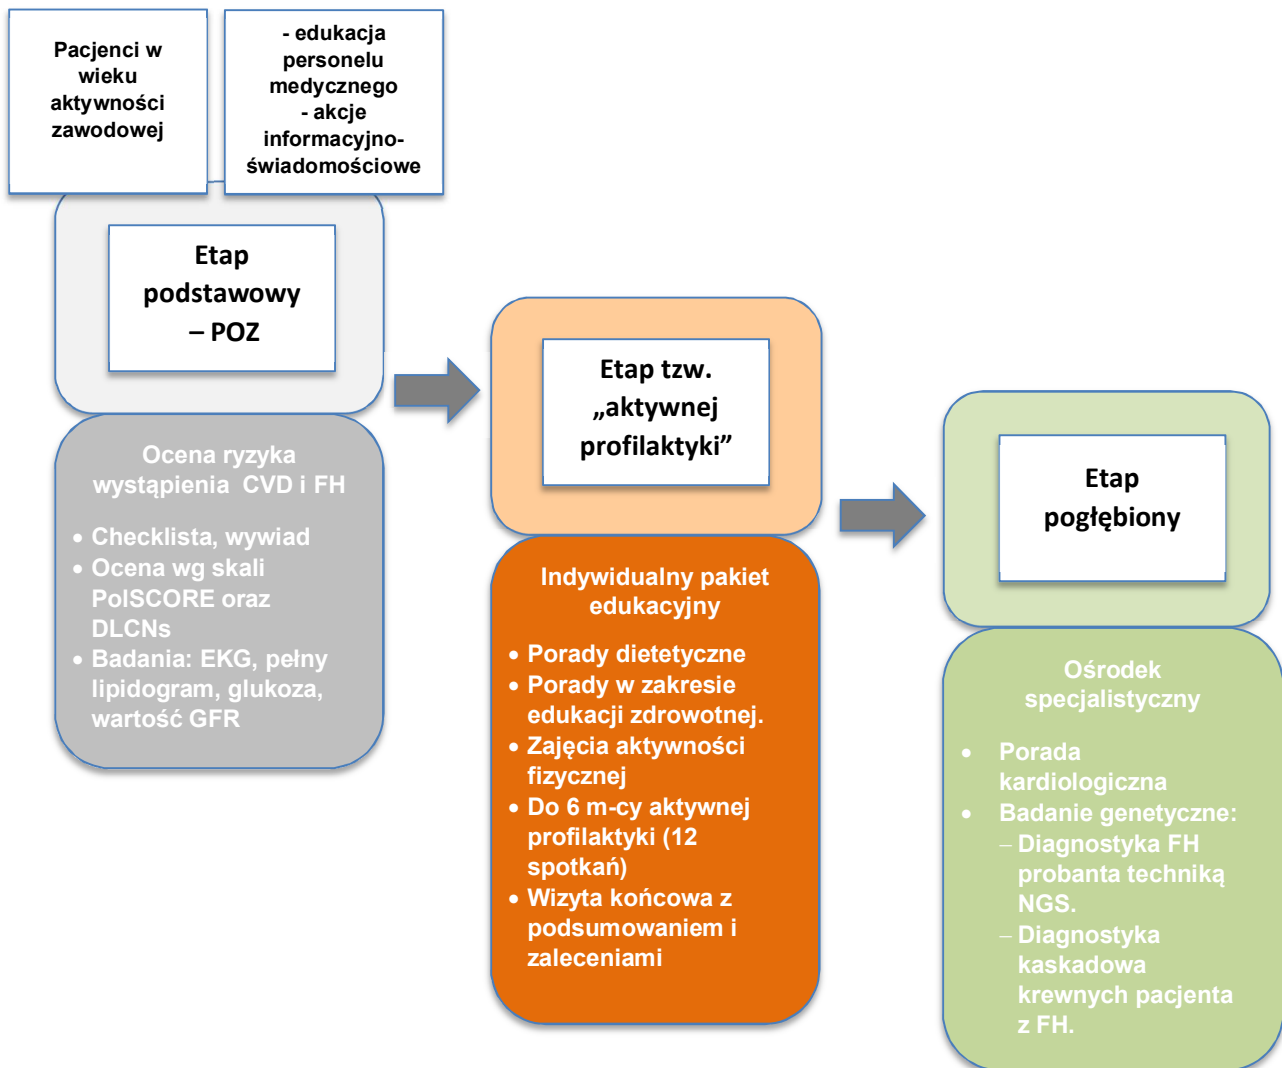 Pacjenci w
wieku
aktywności
zawodowej
- edukacja
personelu
medycznego
- akcje
informacyjno-
świadomościowe
Etap
podstawowy
– POZ
Ocena ryzyka
wystąpienia CVD i FH
• Checklista, wywiad
• Ocena wg skali
PolSCORE oraz
DLCNs
• Badania: EKG, pełny
lipidogram, glukoza,
wartość GFR
Etap tzw.
„aktywnej
profilaktyki”
Indywidualny pakiet
edukacyjny
• Porady dietetyczne
• Porady w zakresie
edukacji zdrowotnej.
• Zajęcia aktywności
fizycznej
• Do 6 m-cy aktywnej
profilaktyki (12
spotkań)
• Wizyta końcowa z
podsumowaniem i
zaleceniami
Etap
pogłębiony
Ośrodek
specjalistyczny
• Porada
kardiologiczna
• Badanie genetyczne:
– Diagnostyka FH
probanta techniką
NGS.
– Diagnostyka
kaskadowa
krewnych pacjenta
z FH.